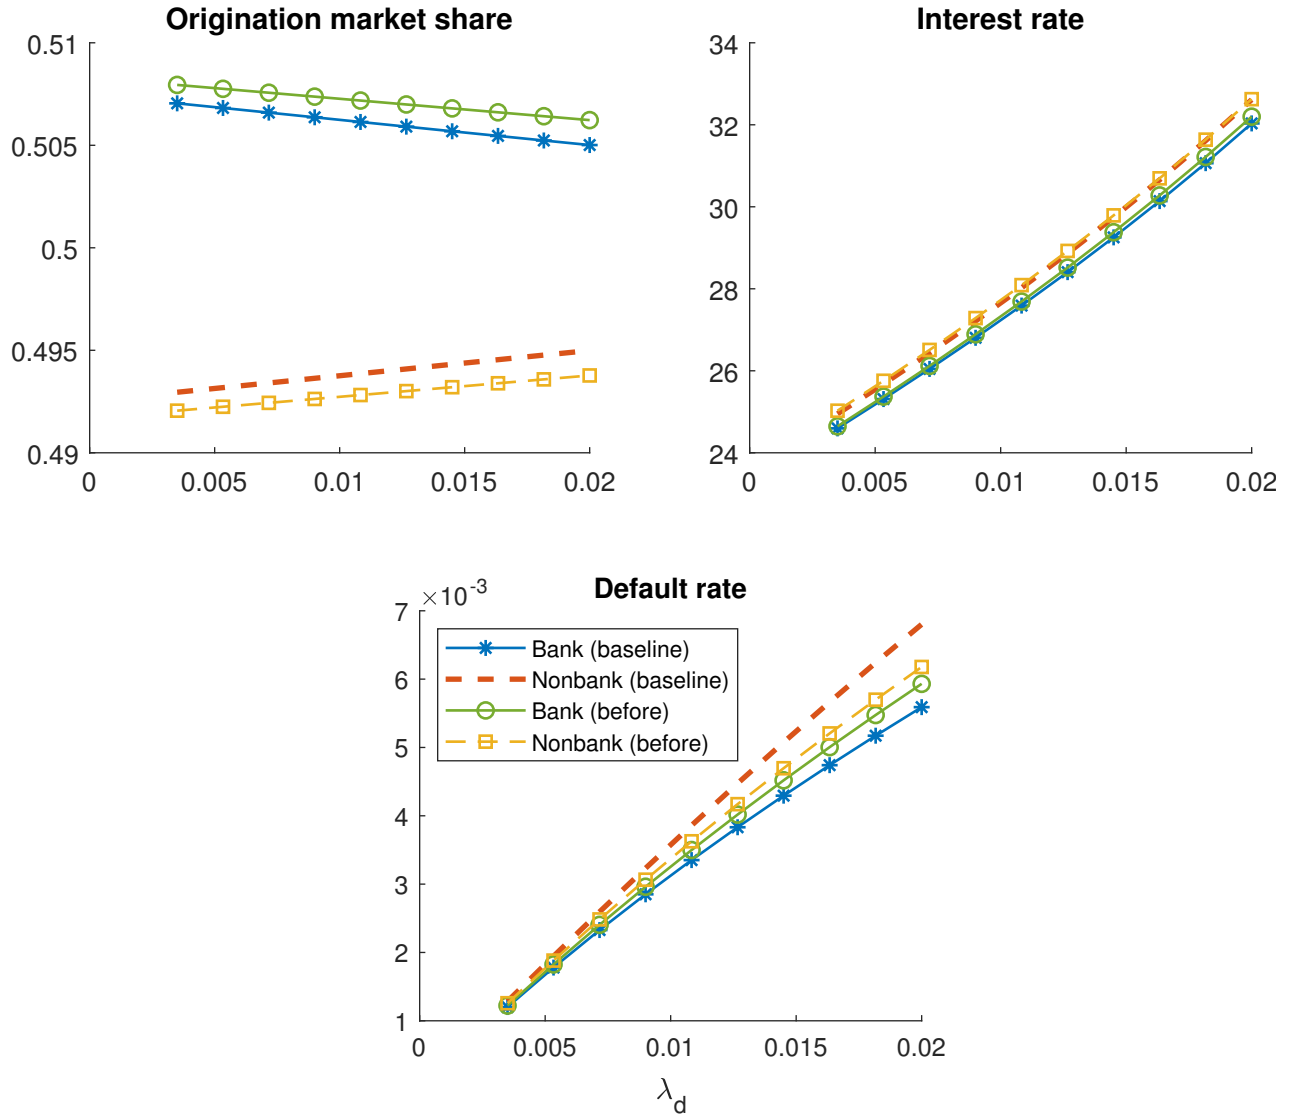 Origination market share
0.51
0.505
0.5
0.495
0.49
0 0.005 0.01 0.015 0.02
Interest rate
34
32
30
28
26
24
0 0.005 0.01 0.015 0.02
Default rate
×10⁻³
7
6
5
4
3
2
1
Bank (baseline)
Nonbank (baseline)
Bank (before)
Nonbank (before)
0 0.005 0.01 0.015 0.02
λ_d